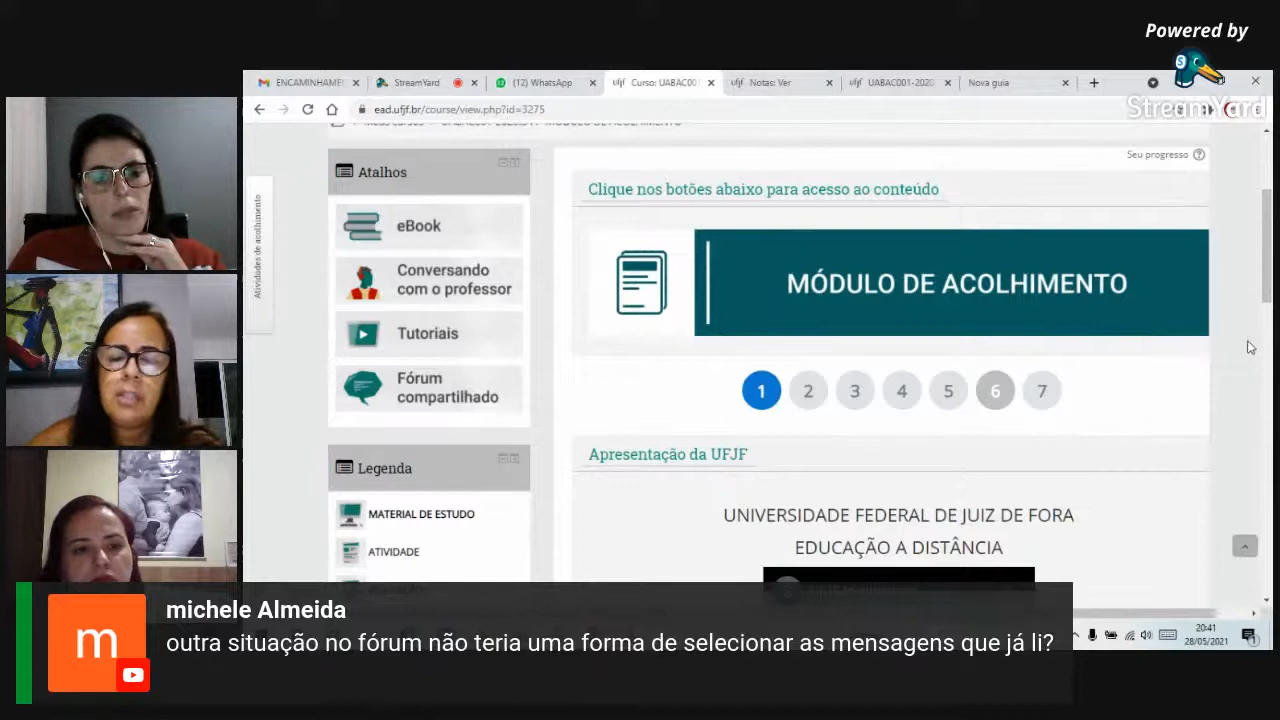 Powered by
StreamYard
ENCAMINHAME
StreamYard
(12) WhatsApp
ufjf Curso: UABAC001
ufjf Notas: Ver
ufjf UABAC001-2020
Nova guia
ead.ufjf.br/course/view.php?id=3275
Seu progresso
Atividades de acolhimento
Atalhos
eBook
Conversando
com o professor
Tutoriais
Fórum
compartilhado
Legenda
MATERIAL DE ESTUDO
ATIVIDADE
Clique nos botões abaixo para acesso ao conteúdo
MÓDULO DE ACOLHIMENTO
1 2 3 4 5 6 7
Apresentação da UFJF
UNIVERSIDADE FEDERAL DE JUIZ DE FORA
EDUCAÇÃO A DISTÂNCIA
20:41
28/05/2021
m
michele Almeida
outra situação no fórum não teria uma forma de selecionar as mensagens que já li?